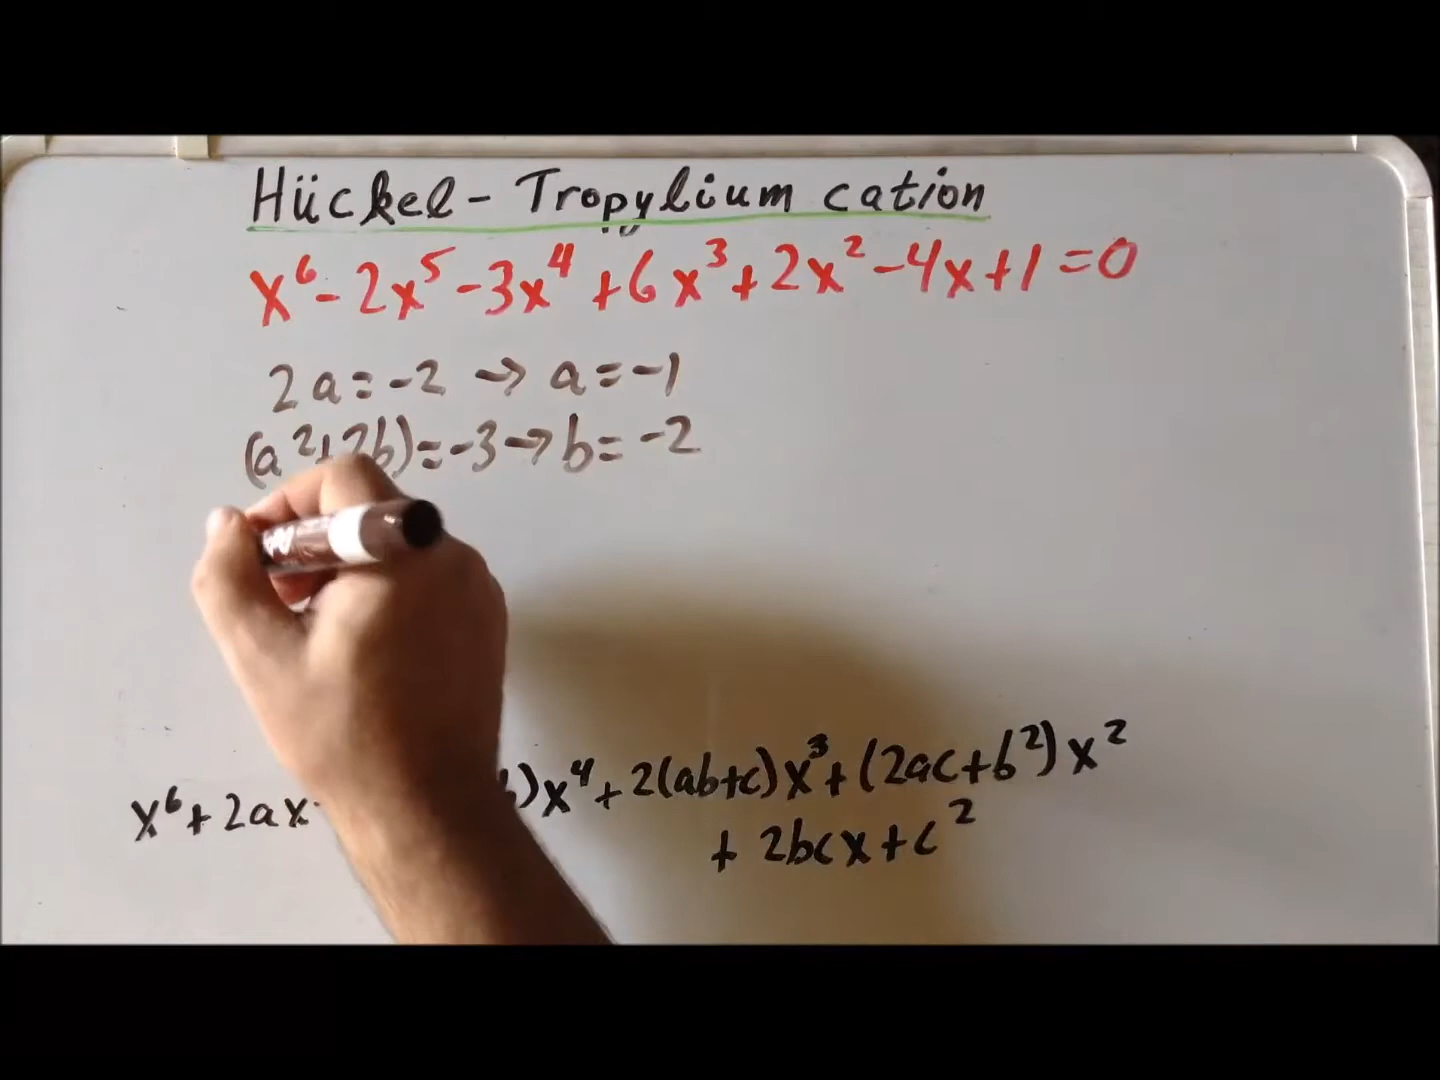 Hückel - Tropylium cation
x⁶ - 2x⁵ - 3x⁴ + 6x³ + 2x² - 4x + 1 = 0
2a = -2 → a = -1
(a² + 2b) = -3 → b = -2
x⁶ + 2ax )x⁴ + 2(ab+c)x³ + (2ac+b²)x²
+ 2bcx + c²